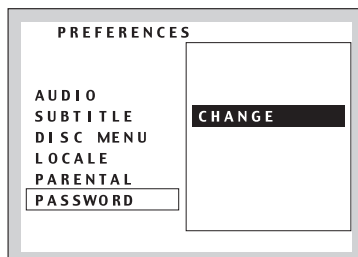 PREFERENCES
AUDIO
SUBTITLE
DISC MENU
LOCALE
PARENTAL
PASSWORD
CHANGE